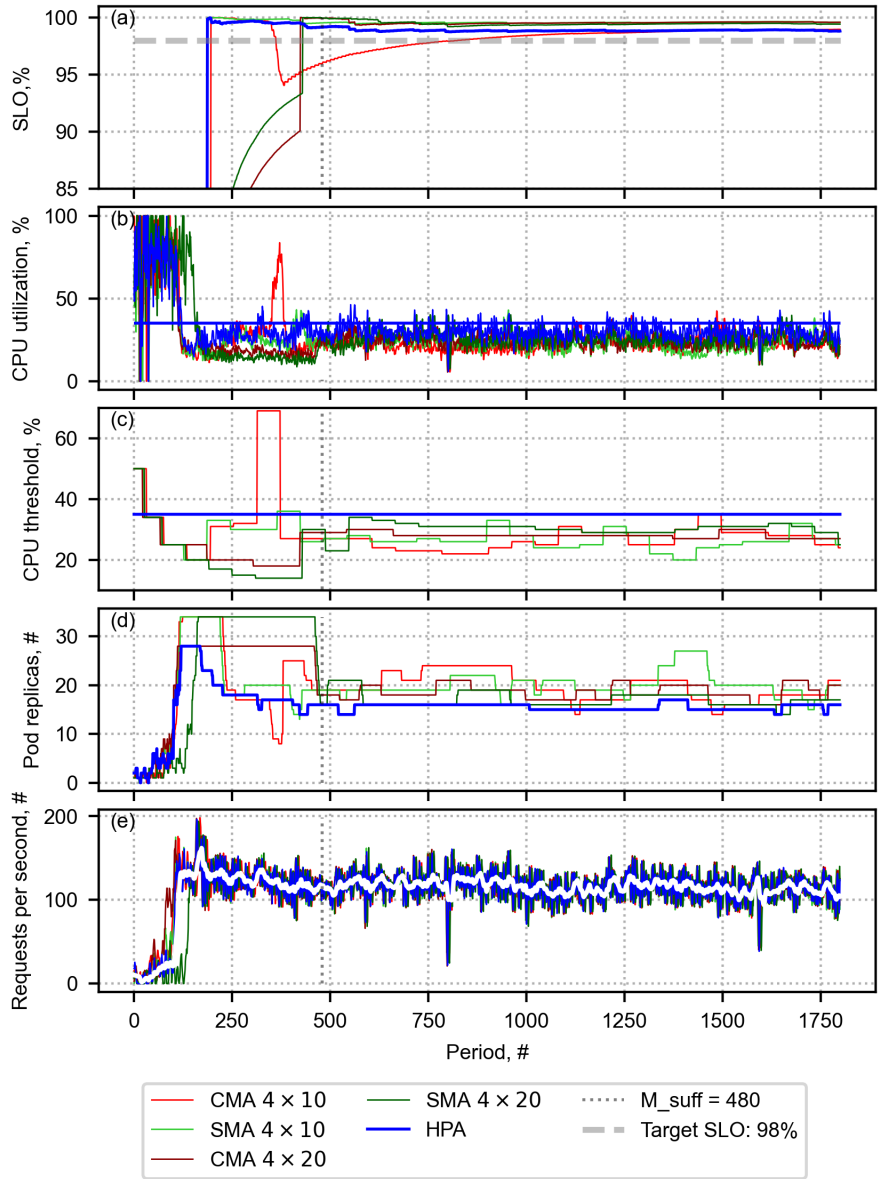 (a)
100
95
90
85
SLO,%
(b)
100
50
0
CPU utilization, %
(c)
60
40
20
CPU threshold, %
(d)
30
20
10
0
Pod replicas, #
(e)
200
100
0
Requests per second, #
0 250 500 750 1000 1250 1500 1750
Period, #
CMA 4 × 10 SMA 4 × 20 M_suff = 480
SMA 4 × 10 HPA Target SLO: 98%
CMA 4 × 20